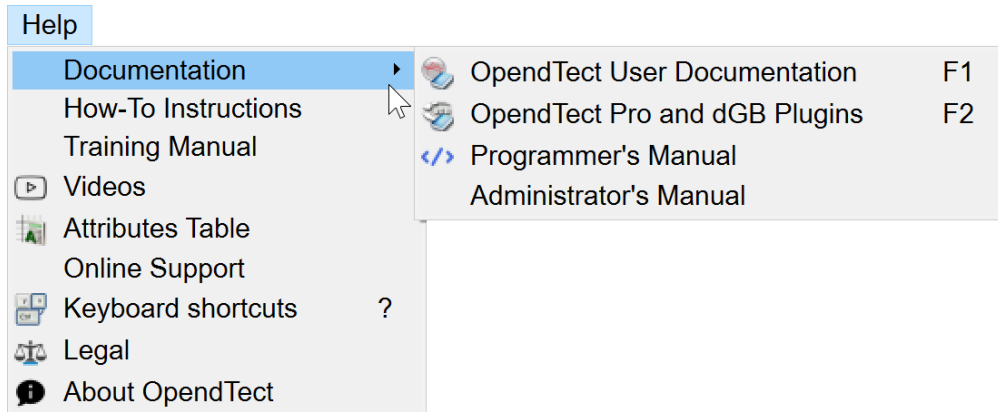 Help
Documentation
How-To Instructions
Training Manual
Videos
Attributes Table
Online Support
Keyboard shortcuts ?
Legal
About OpendTect
OpendTect User Documentation F1
OpendTect Pro and dGB Plugins F2
</> Programmer's Manual
Administrator's Manual